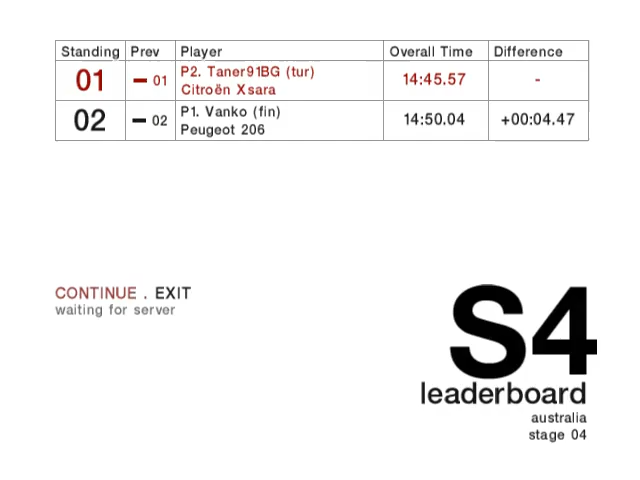 Standing Prev Player Overall Time Difference
01 – 01 P2. Taner91BG (tur) 14:45.57 -
Citroën Xsara
02 – 02 P1. Vanko (fin) 14:50.04 +00:04.47
Peugeot 206
CONTINUE . EXIT
waiting for server
S4
leaderboard
australia
stage 04